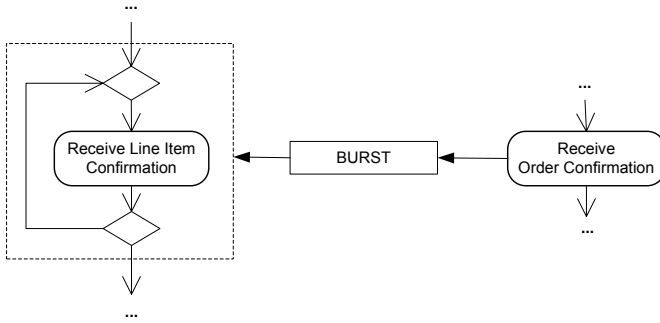 ...
Receive Line Item
Confirmation
...
BURST
...
Receive
Order Confirmation
...